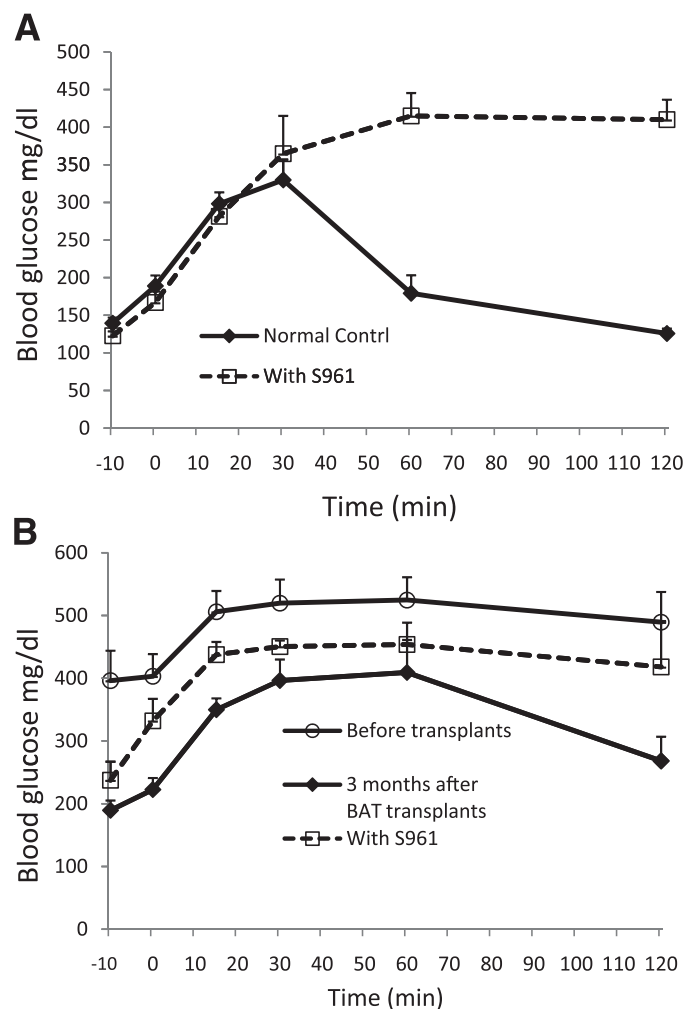 A
500
450
400
350
300
250
200
150
100
50
0
Blood glucose mg/dl
Normal Contrl
With S961
-10 0 10 20 30 40 50 60 70 80 90 100 110 120
Time (min)
B
600
500
400
300
200
100
0
Blood glucose mg/dl
Before transplants
3 months after
BAT transplants
With S961
-10 0 10 20 30 40 50 60 70 80 90 100 110 120
Time (min)